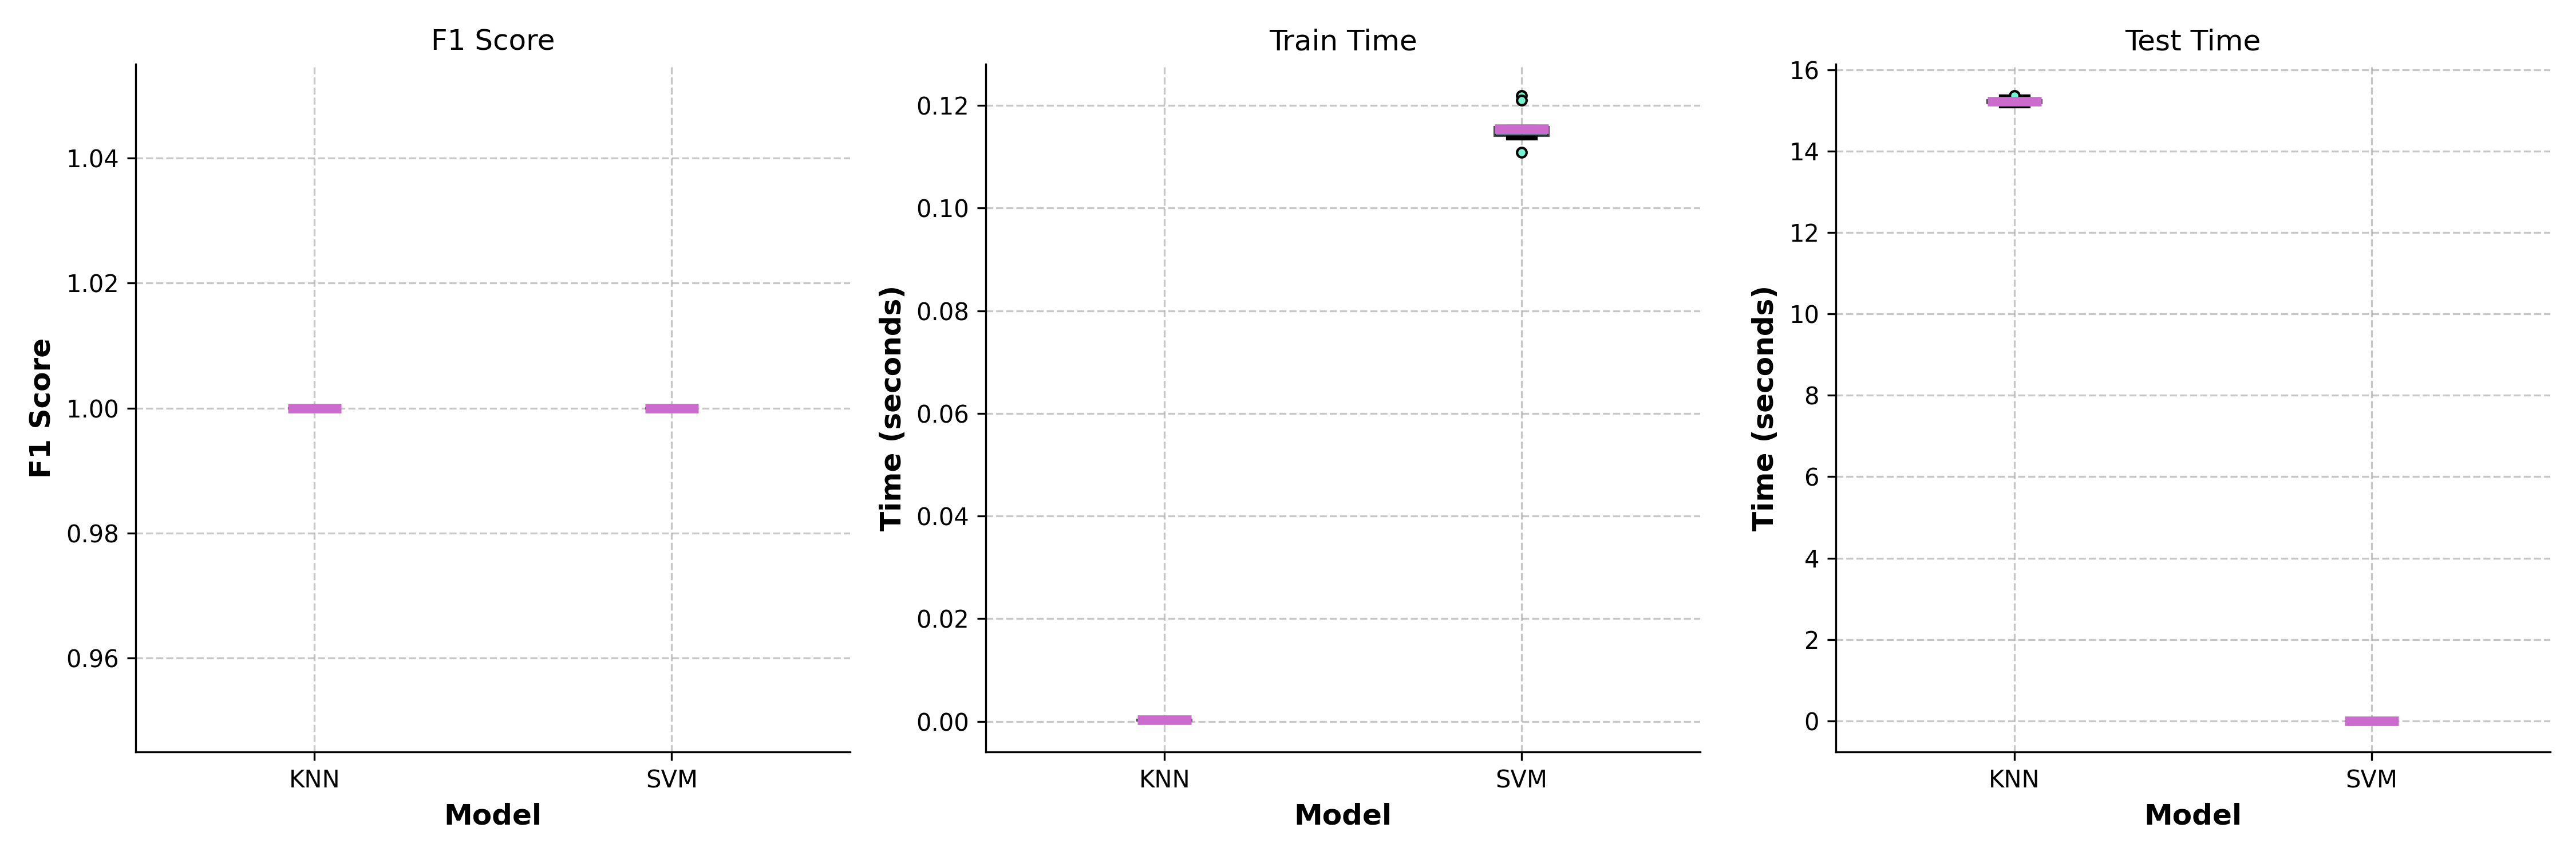 F1 Score
F1 Score
1.04
1.02
1.00
0.98
0.96
KNN
SVM
Model
Train Time
Time (seconds)
0.12
0.10
0.08
0.06
0.04
0.02
0.00
KNN
SVM
Model
Test Time
Time (seconds)
16
14
12
10
8
6
4
2
0
KNN
SVM
Model